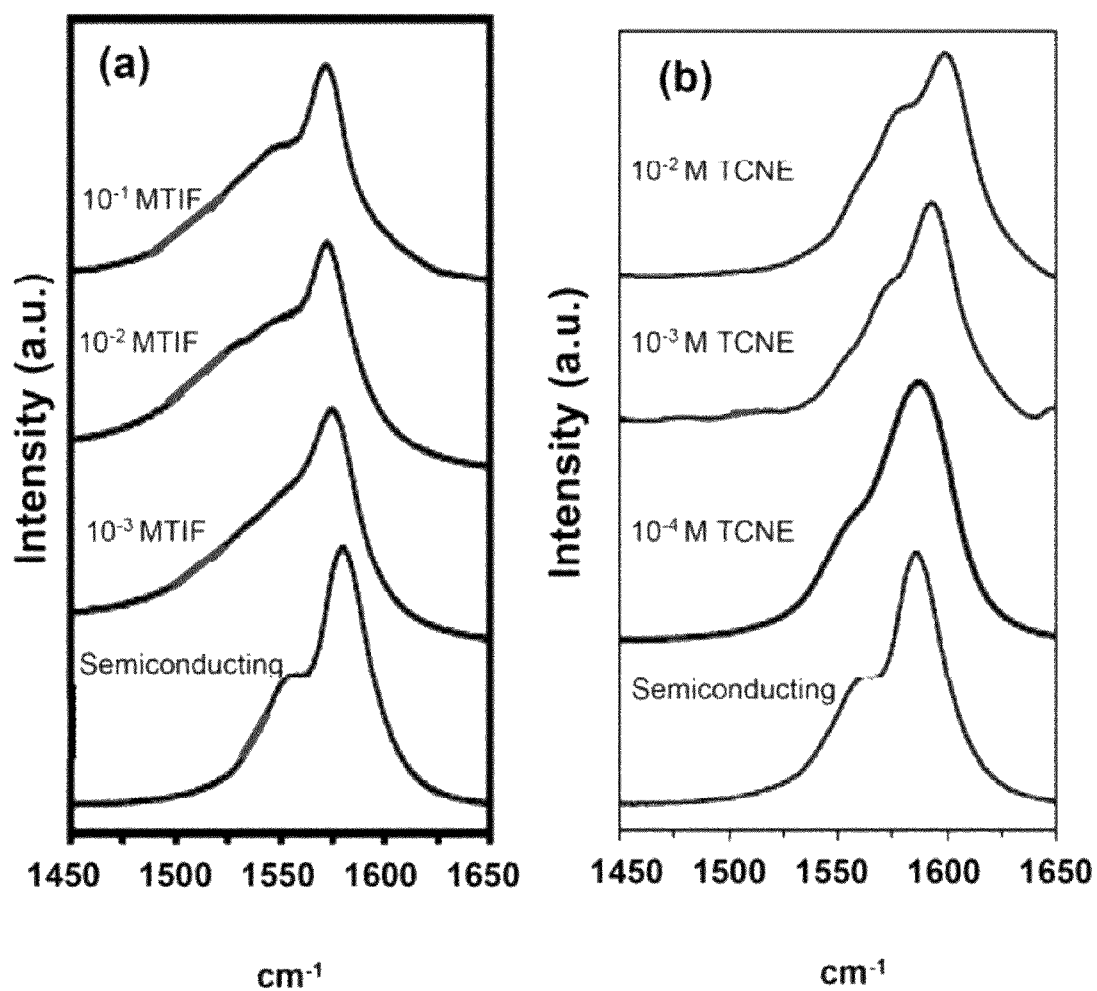 (a)
10⁻¹ MTIF
10⁻² MTIF
10⁻³ MTIF
Semiconducting
Intensity (a.u.)
1450 1500 1550 1600 1650
cm⁻¹
(b)
10⁻² M TCNE
10⁻³ M TCNE
10⁻⁴ M TCNE
Semiconducting
Intensity (a.u.)
1450 1500 1550 1600 1650
cm⁻¹